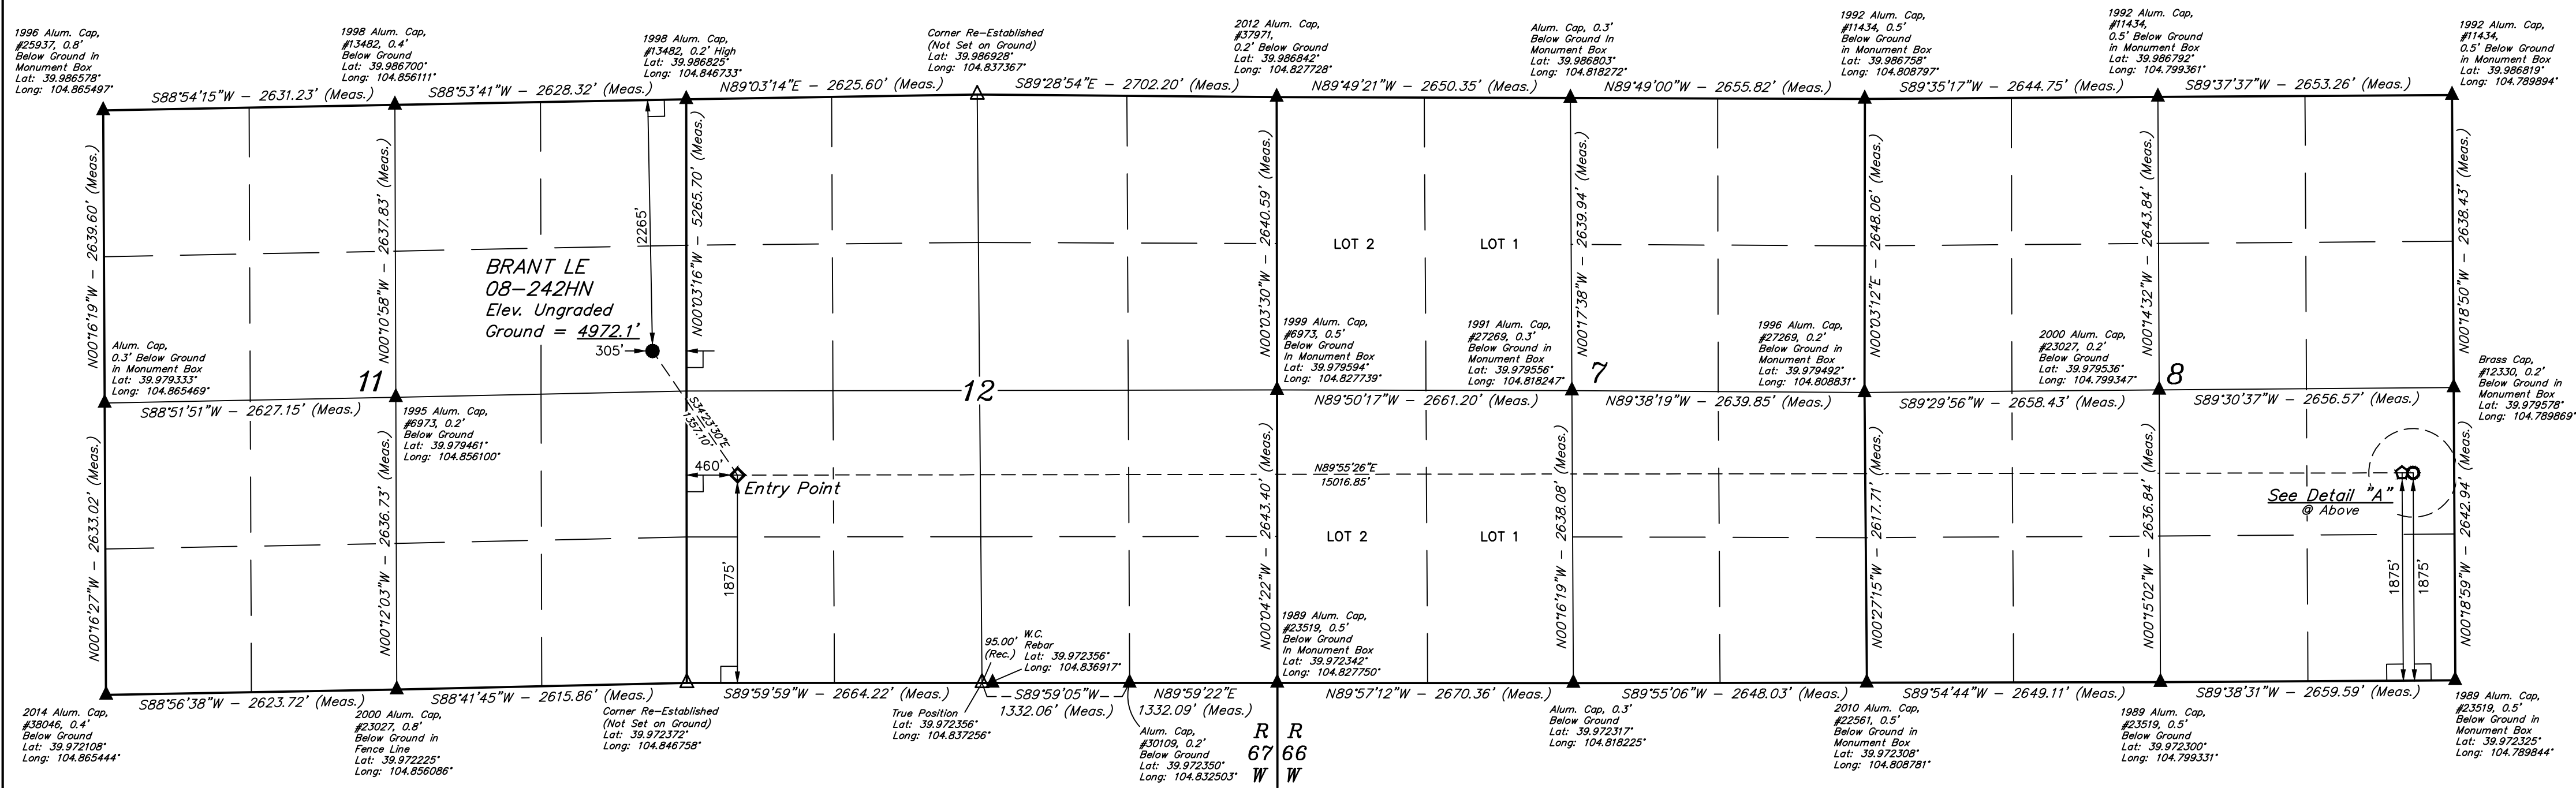 1996 Alum. Cap,
#25937, 0.8'
Below Ground in
Monument Box
Lat: 39.986578°
Long: 104.865497°
1998 Alum. Cap,
#13482, 0.4'
Below Ground
Lat: 39.986700°
Long: 104.856111°
1998 Alum. Cap,
#13482, 0.2' High
Lat: 39.986825°
Long: 104.846733°
Corner Re-Established
(Not Set on Ground)
Lat: 39.986928°
Long: 104.837367°
2012 Alum. Cap,
#37971,
0.2' Below Ground
Lat: 39.986842°
Long: 104.827728°
Alum. Cap, 0.3'
Below Ground In
Monument Box
Lat: 39.986803°
Long: 104.818272°
1992 Alum. Cap,
#11434, 0.5'
Below Ground
in Monument Box
Lat: 39.986758°
Long: 104.808797°
1992 Alum. Cap,
#11434,
0.5' Below Ground
in Monument Box
Lat: 39.986792°
Long: 104.799361°
1992 Alum. Cap,
#11434,
0.5' Below Ground
in Monument Box
Lat: 39.986819°
Long: 104.789894°
S88°54'15"W - 2631.23' (Meas.)
S88°53'41"W - 2628.32' (Meas.)
N89°03'14"E - 2625.60' (Meas.)
S89°28'54"E - 2702.20' (Meas.)
N89°49'21"W - 2650.35' (Meas.)
N89°49'00"W - 2655.82' (Meas.)
S89°35'17"W - 2644.75' (Meas.)
S89°37'37"W - 2653.26' (Meas.)
N00°16'19"W - 2639.60' (Meas.)
N00°10'58"W - 2637.83' (Meas.)
2265'
N00°03'16"W - 5265.70' (Meas.)
N00°03'30"W - 2640.59' (Meas.)
N00°17'38"W - 2639.94' (Meas.)
N00°03'12"E - 2648.06' (Meas.)
N00°14'32"W - 2643.84' (Meas.)
N00°18'50"W - 2638.43' (Meas.)
LOT 2
LOT 1
BRANT LE
08-242HN
Elev. Ungraded
Ground = 4972.1'
305'
Alum. Cap,
0.3' Below Ground
in Monument Box
Lat: 39.979333°
Long: 104.865469°
11
12
7
8
1999 Alum. Cap,
#6973, 0.5'
Below Ground
In Monument Box
Lat: 39.979594°
Long: 104.827739°
1991 Alum. Cap,
#27269, 0.3'
Below Ground in
Monument Box
Lat: 39.979556°
Long: 104.818247°
1996 Alum. Cap,
#27269, 0.2'
Below Ground in
Monument Box
Lat: 39.979492°
Long: 104.808831°
2000 Alum. Cap,
#23027, 0.2'
Below Ground
Lat: 39.979536°
Long: 104.799347°
Brass Cap,
#12330, 0.2'
Below Ground in
Monument Box
Lat: 39.979578°
Long: 104.789869°
S88°51'51"W - 2627.15' (Meas.)
1995 Alum. Cap,
#6973, 0.2'
Below Ground
Lat: 39.979461°
Long: 104.856100°
S34°23'30"E
1357.10'
N89°50'17"W - 2661.20' (Meas.)
N89°38'19"W - 2639.85' (Meas.)
S89°29'56"W - 2658.43' (Meas.)
S89°30'37"W - 2656.57' (Meas.)
460'
Entry Point
N89°55'26"E
15016.85'
See Detail "A"
@ Above
N00°16'27"W - 2633.02' (Meas.)
N00°12'03"W - 2636.73' (Meas.)
1875'
N00°04'22"W - 2643.40' (Meas.)
LOT 2
LOT 1
N00°16'19"W - 2638.08' (Meas.)
N00°27'15"W - 2617.71' (Meas.)
N00°15'02"W - 2636.84' (Meas.)
1875'
1875'
N00°18'59"W - 2642.94' (Meas.)
95.00'
(Rec.)
W.C.
Rebar
Lat: 39.972356°
Long: 104.836917°
1989 Alum. Cap,
#23519, 0.5'
Below Ground
In Monument Box
Lat: 39.972342°
Long: 104.827750°
S88°56'38"W - 2623.72' (Meas.)
S88°41'45"W - 2615.86' (Meas.)
S89°59'59"W - 2664.22' (Meas.)
S89°59'05"W
1332.06' (Meas.)
N89°59'22"E
1332.09' (Meas.)
N89°57'12"W - 2670.36' (Meas.)
S89°55'06"W - 2648.03' (Meas.)
S89°54'44"W - 2649.11' (Meas.)
S89°38'31"W - 2659.59' (Meas.)
2014 Alum. Cap,
#38046, 0.4'
Below Ground
Lat: 39.972108°
Long: 104.865444°
2000 Alum. Cap,
#23027, 0.8'
Below Ground in
Fence Line
Lat: 39.972225°
Long: 104.856086°
Corner Re-Established
(Not Set on Ground)
Lat: 39.972372°
Long: 104.846758°
True Position
Lat: 39.972356°
Long: 104.837256°
Alum. Cap,
#30109, 0.2'
Below Ground
Lat: 39.972350°
Long: 104.832503°
R R
67 66
W W
Alum. Cap, 0.3'
Below Ground
Lat: 39.972317°
Long: 104.818225°
2010 Alum. Cap,
#22561, 0.5'
Below Ground in
Monument Box
Lat: 39.972308°
Long: 104.808781°
1989 Alum. Cap,
#23519, 0.5'
Below Ground
Lat: 39.972300°
Long: 104.799331°
1989 Alum. Cap,
#23519, 0.5'
Below Ground in
Monument Box
Lat: 39.972325°
Long: 104.789844°